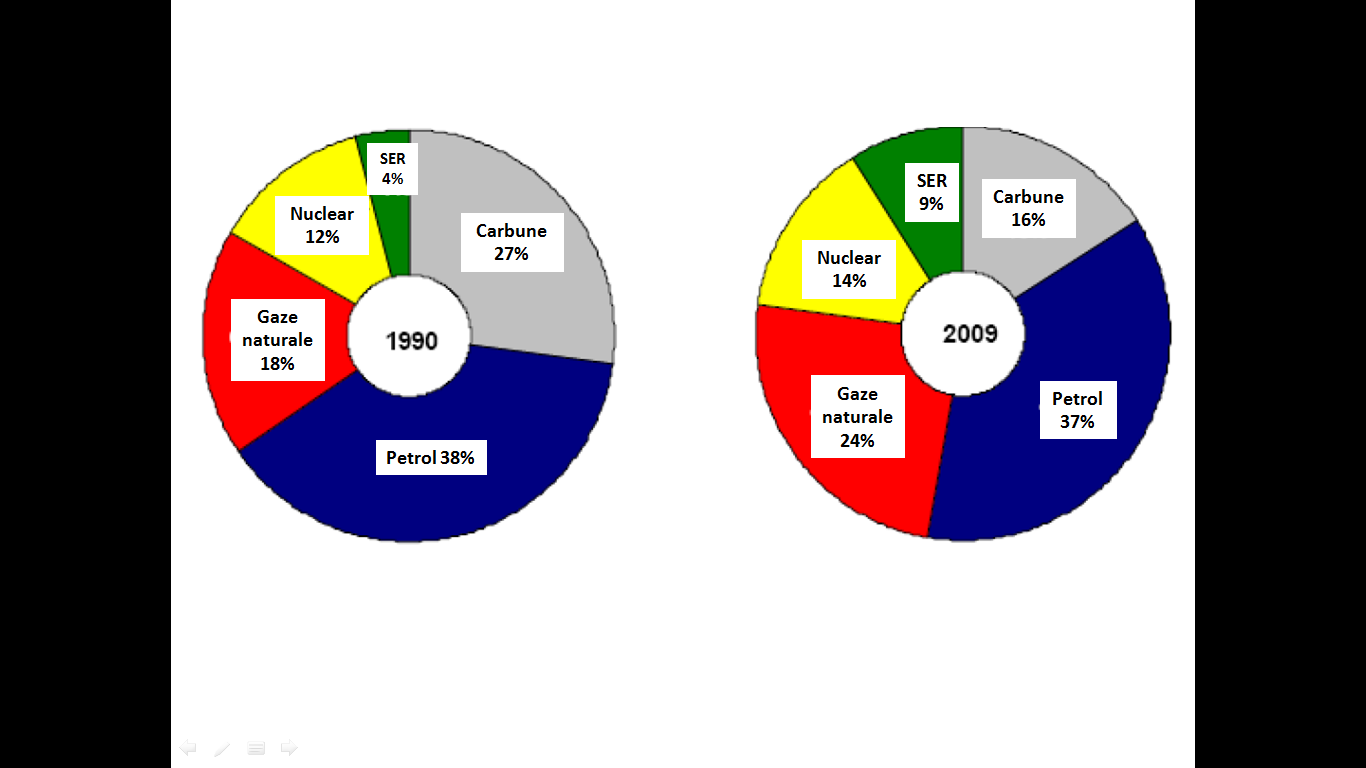 SER
4%
Nuclear
12%
Carbune
27%
Gaze
naturale
18%
1990
Petrol 38%
SER
9%
Carbune
16%
Nuclear
14%
2009
Gaze
naturale
24%
Petrol
37%